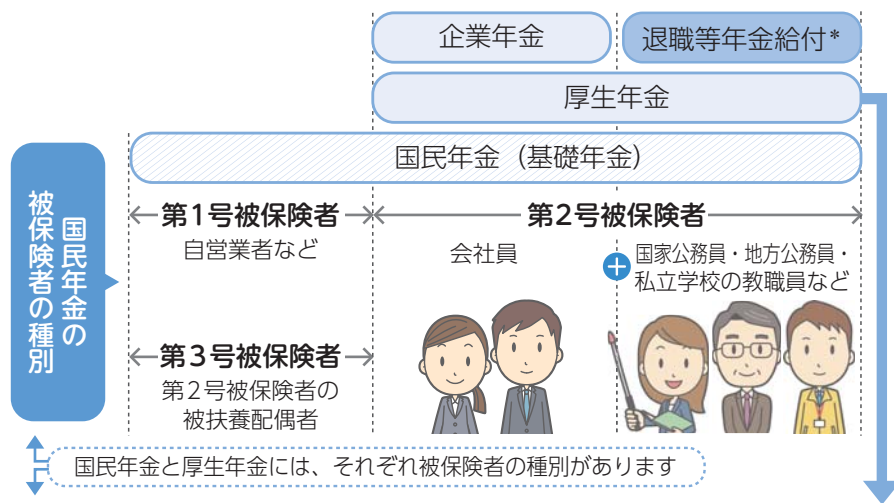 企業年金
退職等年金給付*
厚生年金
国民年金（基礎年金）
国民年金の
被保険者の種別
第1号被保険者
自営業者など
第2号被保険者
会社員
国家公務員・地方公務員・
私立学校の教職員など
第3号被保険者
第2号被保険者の
被扶養配偶者
国民年金と厚生年金には、それぞれ被保険者の種別があります